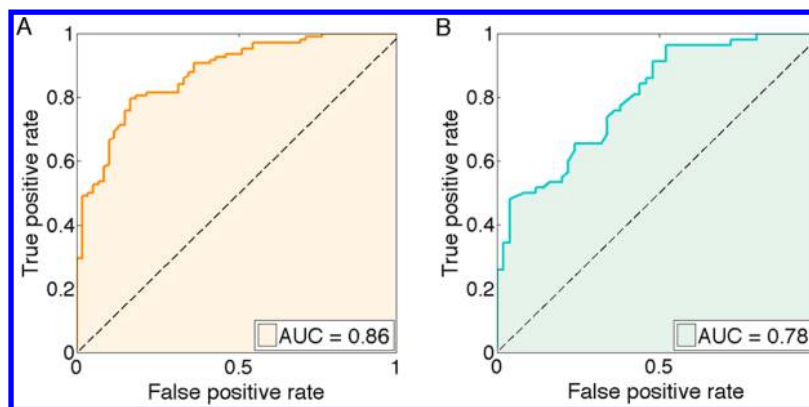 A
1
0.8
0.6
0.4
0.2
0
True positive rate
0
0.5
1
False positive rate
AUC = 0.86
B
1
0.8
0.6
0.4
0.2
0
True positive rate
0
0.5
False positive rate
AUC = 0.78